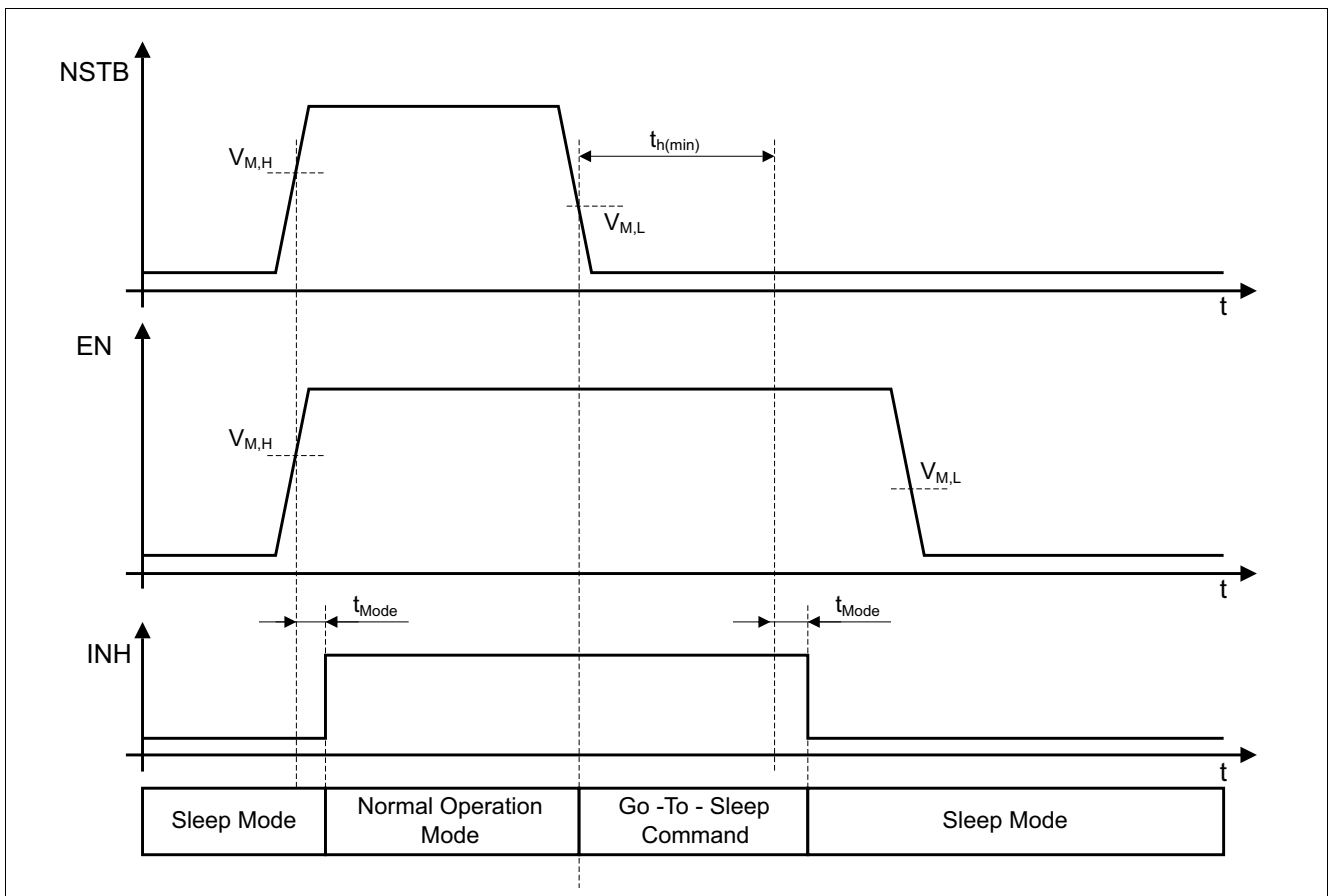 NSTB
t_h(min)
V_M,H
V_M,L
t
EN
V_M,H
V_M,L
t
t_Mode
t_Mode
INH
t
Sleep Mode
Normal Operation
Mode
Go -To - Sleep
Command
Sleep Mode